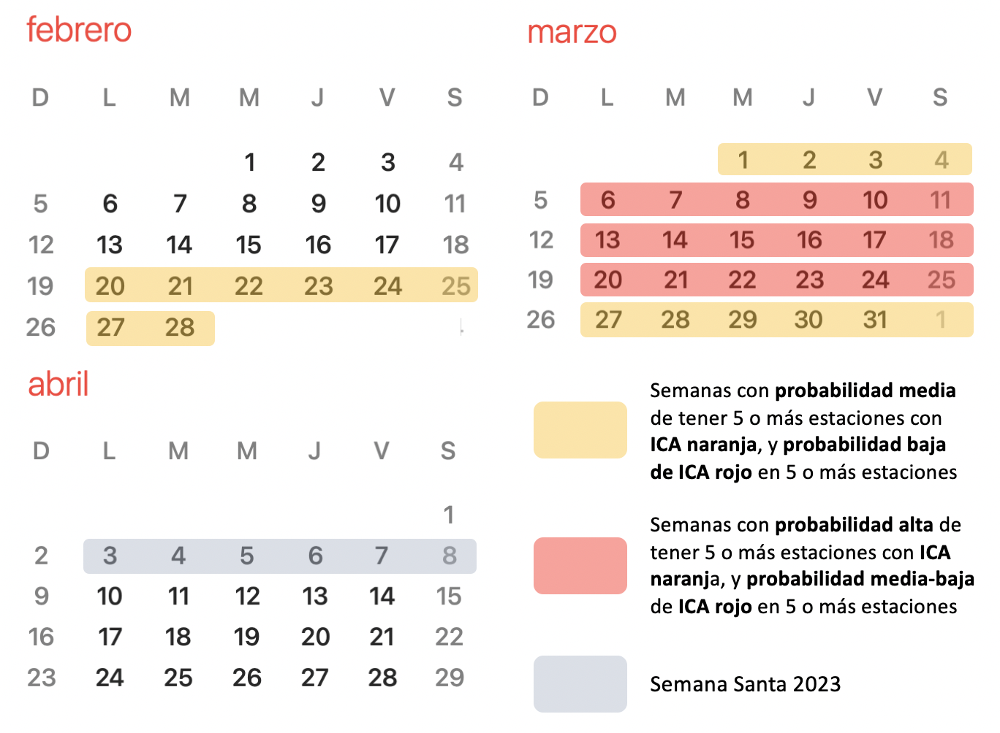 febrero
D L M M J V S
1 2 3 4
5 6 7 8 9 10 11
12 13 14 15 16 17 18
19 20 21 22 23 24 25
26 27 28
marzo
D L M M J V S
1 2 3 4
5 6 7 8 9 10 11
12 13 14 15 16 17 18
19 20 21 22 23 24 25
26 27 28 29 30 31 1
abril
D L M M J V S
1
2 3 4 5 6 7 8
9 10 11 12 13 14 15
16 17 18 19 20 21 22
23 24 25 26 27 28 29
Semanas con probabilidad media
de tener 5 o más estaciones con
ICA naranja, y probabilidad baja
de ICA rojo en 5 o más estaciones
Semanas con probabilidad alta de
tener 5 o más estaciones con ICA
naranja, y probabilidad media-baja
de ICA rojo en 5 o más estaciones
Semana Santa 2023